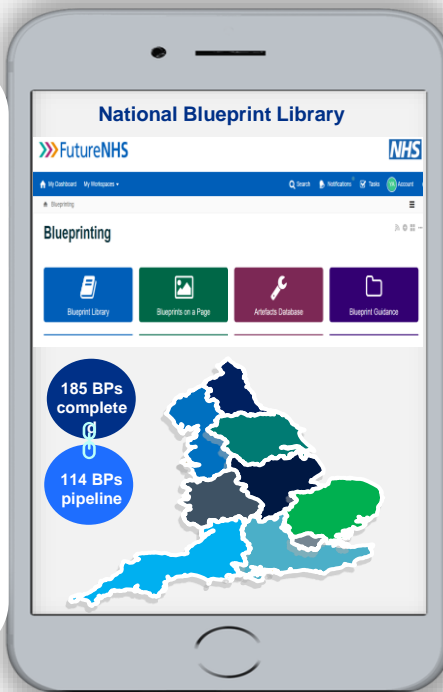 National Blueprint Library
FutureNHS
NHS
My Dashboard My Workspaces
Search Notifications Tasks Account
Blueprinting
Blueprinting
Blueprint Library
Blueprints on a Page
Artefacts Database
Blueprint Guidance
185 BPs
complete
114 BPs
pipeline